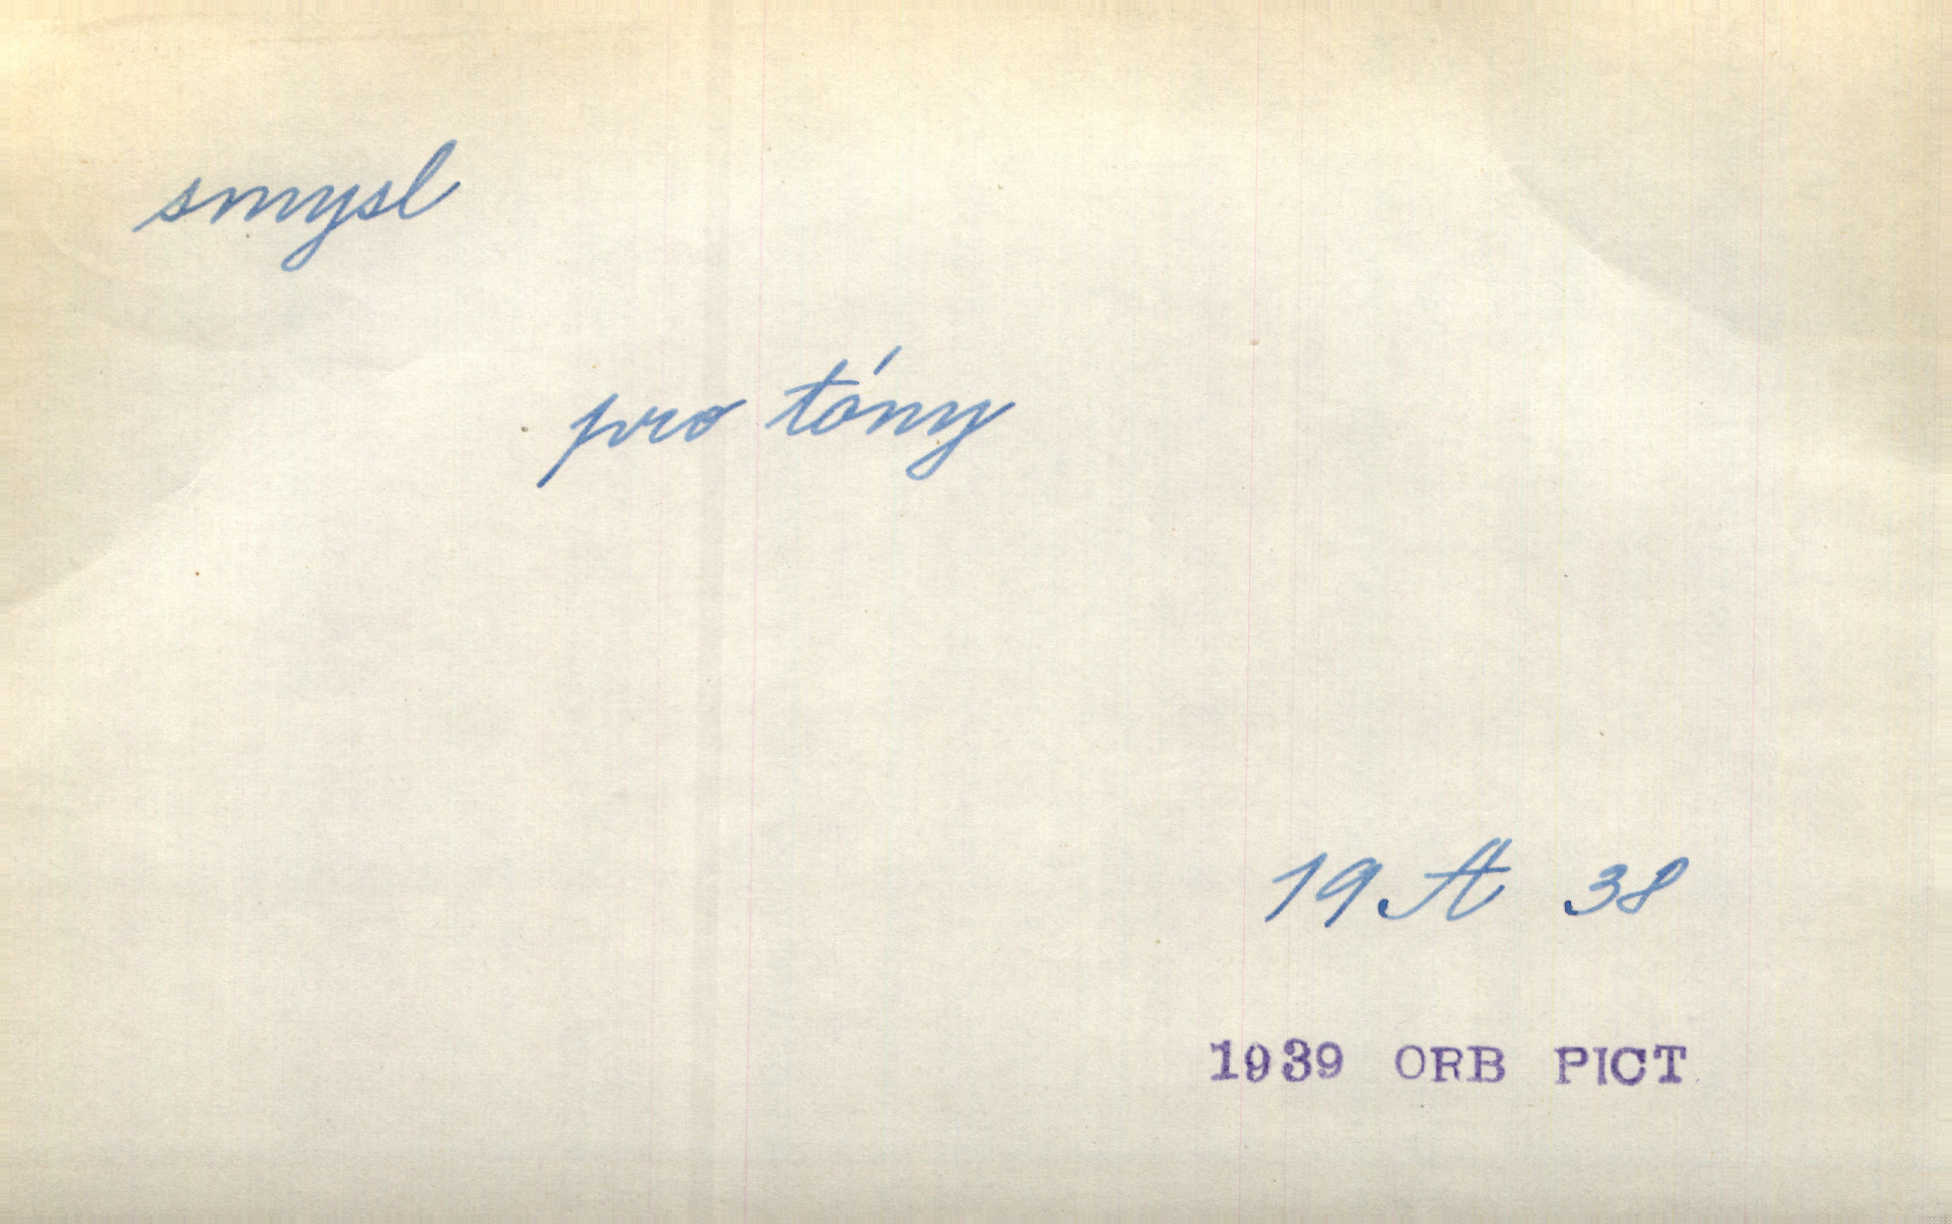 smysl
pro tóny
19 A 38
1939 ORB PICT